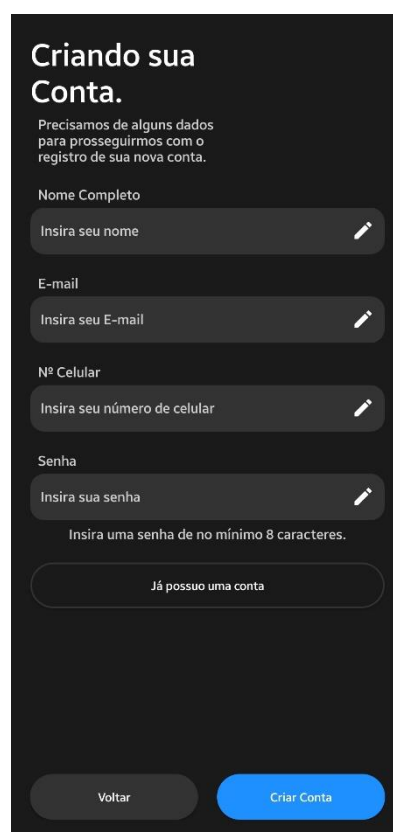 Criando sua
Conta.
Precisamos de alguns dados
para prosseguirmos com o
registro de sua nova conta.
Nome Completo
Insira seu nome
E-mail
Insira seu E-mail
Nº Celular
Insira seu número de celular
Senha
Insira sua senha
Insira uma senha de no mínimo 8 caracteres.
Já possuo uma conta
Voltar
Criar Conta